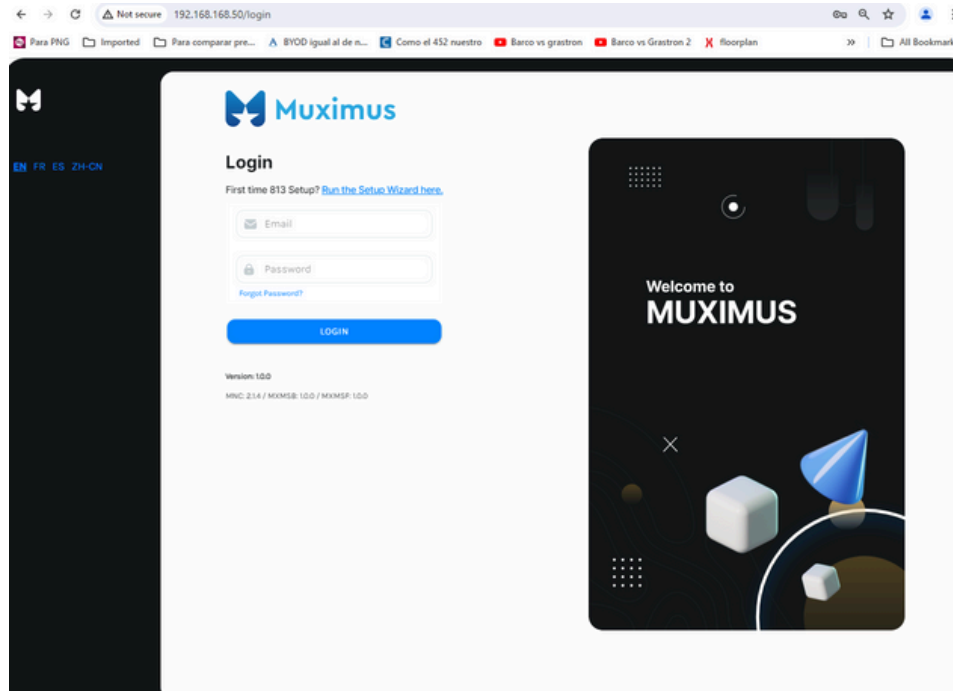 Not secure 192.168.168.50/login
Para PNG Imported Para comparar pre... BYOD igual al de n... Como el 452 nuestro Barco vs grastron Barco vs Grastron 2 floorplan » All Bookmark
Muximus
EN FR ES ZH-CN
Login
First time 813 Setup? Run the Setup Wizard here.
Email
Password
Forgot Password?
LOGIN
Version: 1.0.0
MNC: 2.1.4 / MXMSB: 1.0.0 / MXMSF: 1.0.0
Welcome to
MUXIMUS